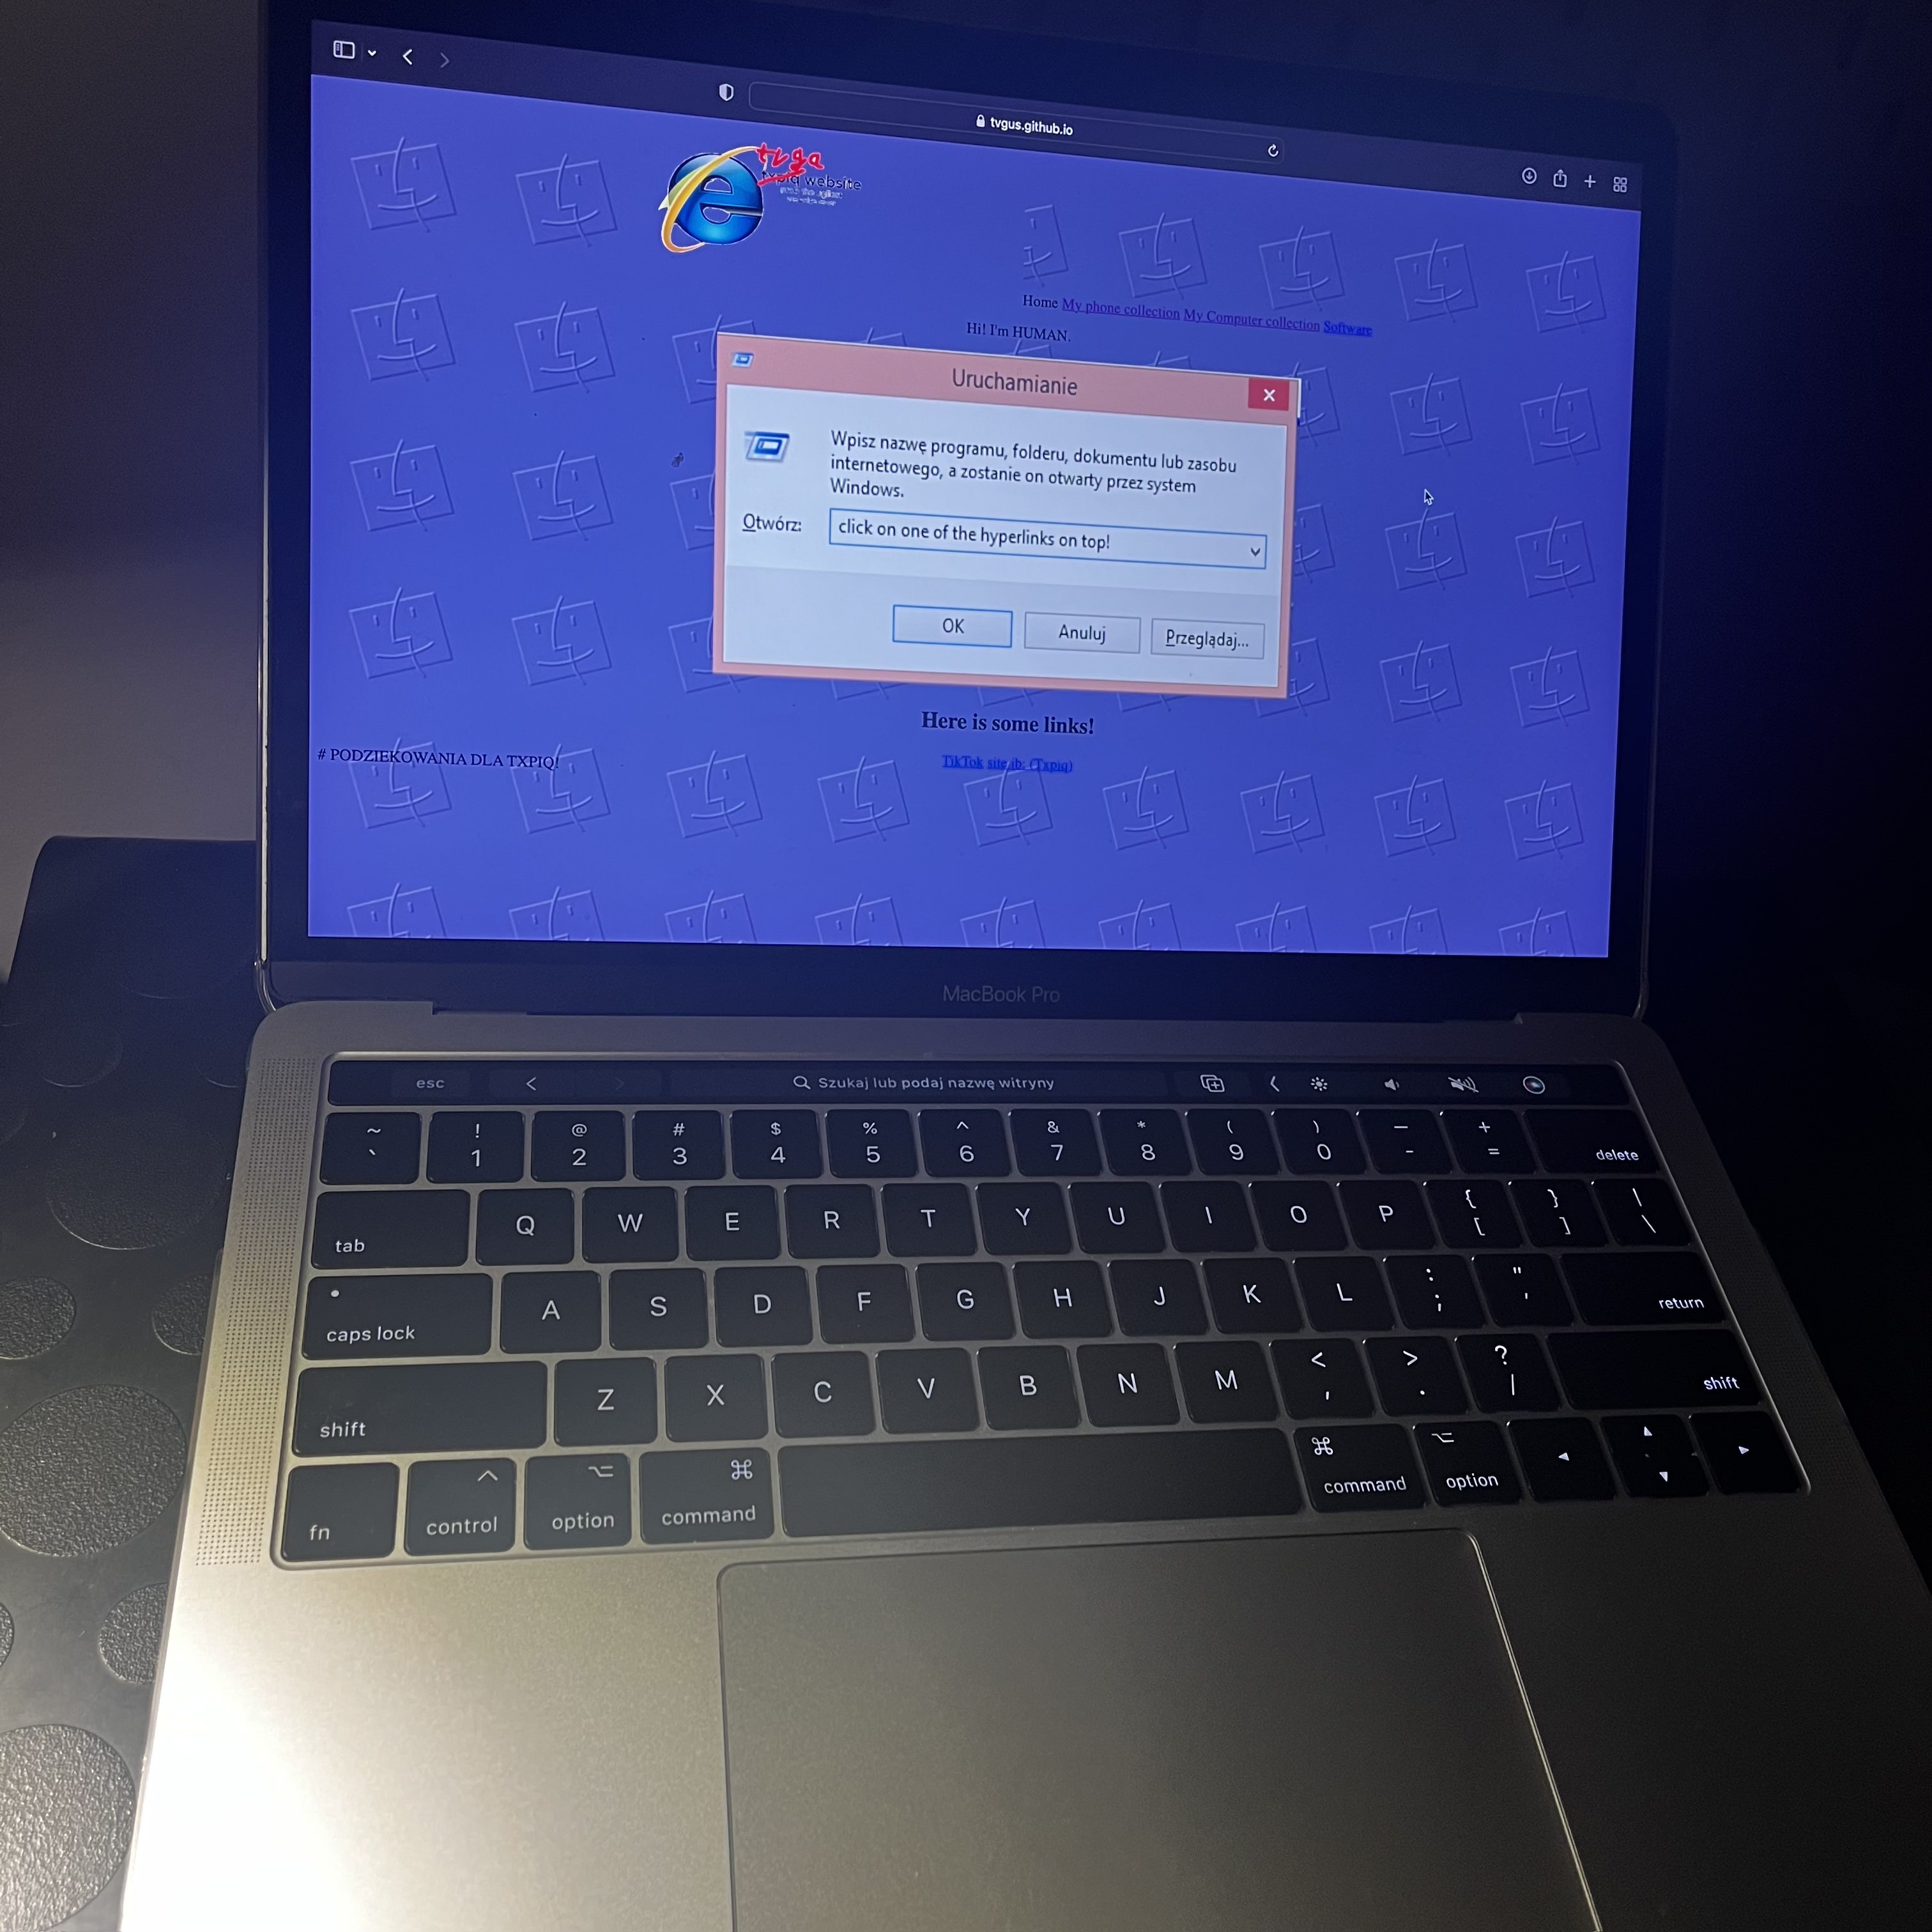 tvgus.github.io
tvga
txpiq website
Home My phone collection My Computer collection Software
Hi! I'm HUMAN.
Uruchamianie
Wpisz nazwę programu, folderu, dokumentu lub zasobu
internetowego, a zostanie on otwarty przez system
Windows.
Otwórz: click on one of the hyperlinks on top!
OK Anuluj Przeglądaj...
Here is some links!
# PODZIEKOWANIA DLA TXPIQ!
TikTok site ib: (Txpiq)
MacBook Pro
esc Szukaj lub podaj nazwę witryny
~ ! @ # $ % ^ & * ( ) — +
` 1 2 3 4 5 6 7 8 9 0 - = delete
tab Q W E R T Y U I O P { [ } ] | \
caps lock A S D F G H J K L : ; " ' return
shift Z X C V B N M < , > . ? / shift
fn control option ⌘ command ⌘ command option